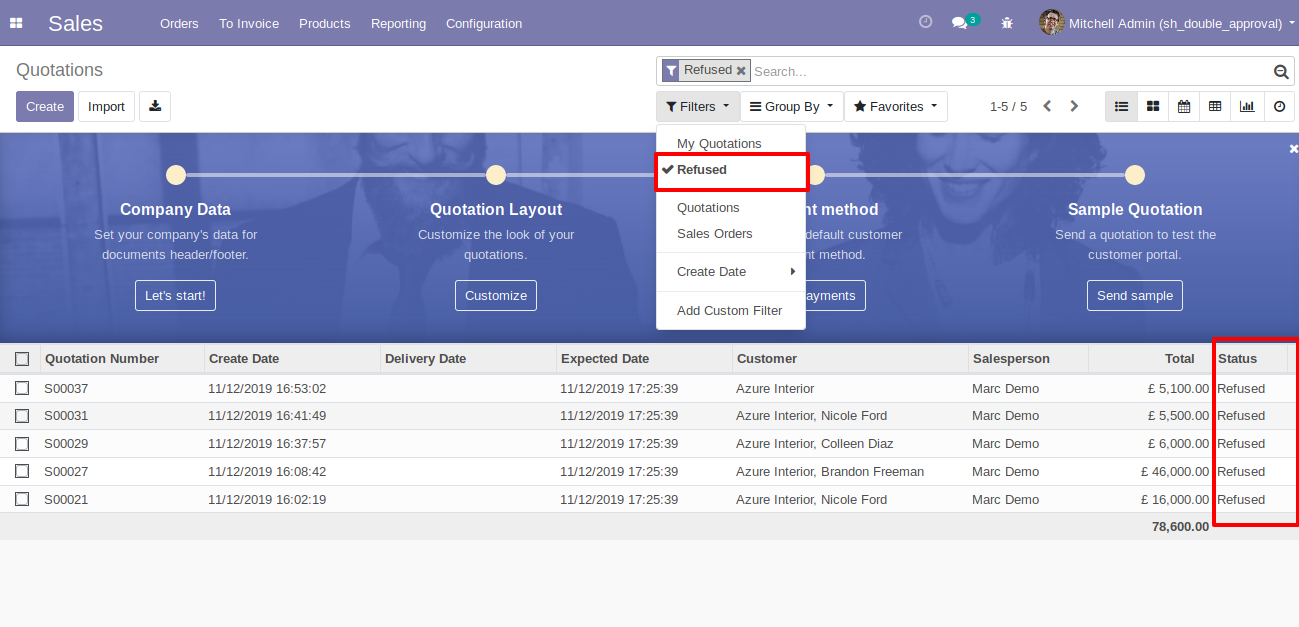 Sales Orders To Invoice Products Reporting Configuration 3 Mitchell Admin (sh_double_approval)
Quotations
Refused Search...
Create Import Filters Group By Favorites 1-5 / 5
My Quotations
Refused
Quotations
Sales Orders
Create Date
Add Custom Filter
Company Data
Set your company's data for
documents header/footer.
Let's start!
Quotation Layout
Customize the look of your
quotations.
Customize
nt method
default customer
nt method.
ayments
Sample Quotation
Send a quotation to test the
customer portal.
Send sample
Quotation Number Create Date Delivery Date Expected Date Customer Salesperson Total Status
S00037 11/12/2019 16:53:02 11/12/2019 17:25:39 Azure Interior Marc Demo £ 5,100.00 Refused
S00031 11/12/2019 16:41:49 11/12/2019 17:25:39 Azure Interior, Nicole Ford Marc Demo £ 5,500.00 Refused
S00029 11/12/2019 16:37:57 11/12/2019 17:25:39 Azure Interior, Colleen Diaz Marc Demo £ 6,000.00 Refused
S00027 11/12/2019 16:08:42 11/12/2019 17:25:39 Azure Interior, Brandon Freeman Marc Demo £ 46,000.00 Refused
S00021 11/12/2019 16:02:19 11/12/2019 17:25:39 Azure Interior, Nicole Ford Marc Demo £ 16,000.00 Refused
78,600.00